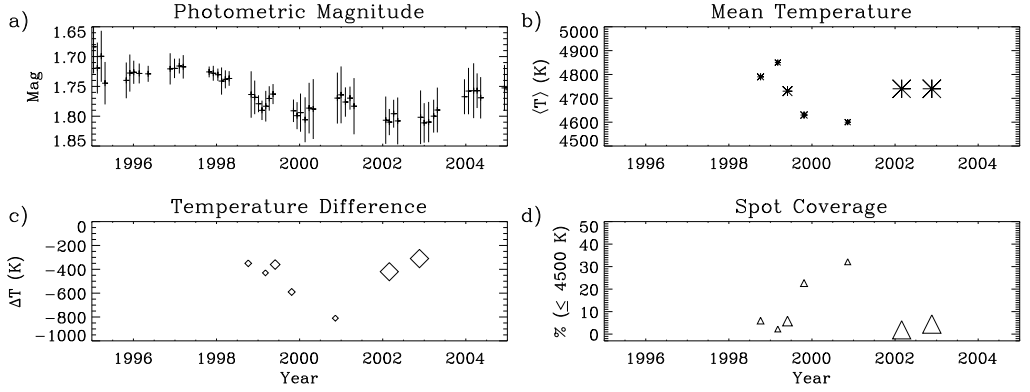 a) Photometric Magnitude
1.65
1.70
1.75
1.80
1.85
Mag
1996 1998 2000 2002 2004
b) Mean Temperature
5000
4900
4800
4700
4600
4500
⟨T⟩ (K)
1996 1998 2000 2002 2004
c) Temperature Difference
0
−200
−400
−600
−800
−1000
ΔT (K)
1996 1998 2000 2002 2004
Year
d) Spot Coverage
50
40
30
20
10
0
% (≤ 4500 K)
1996 1998 2000 2002 2004
Year